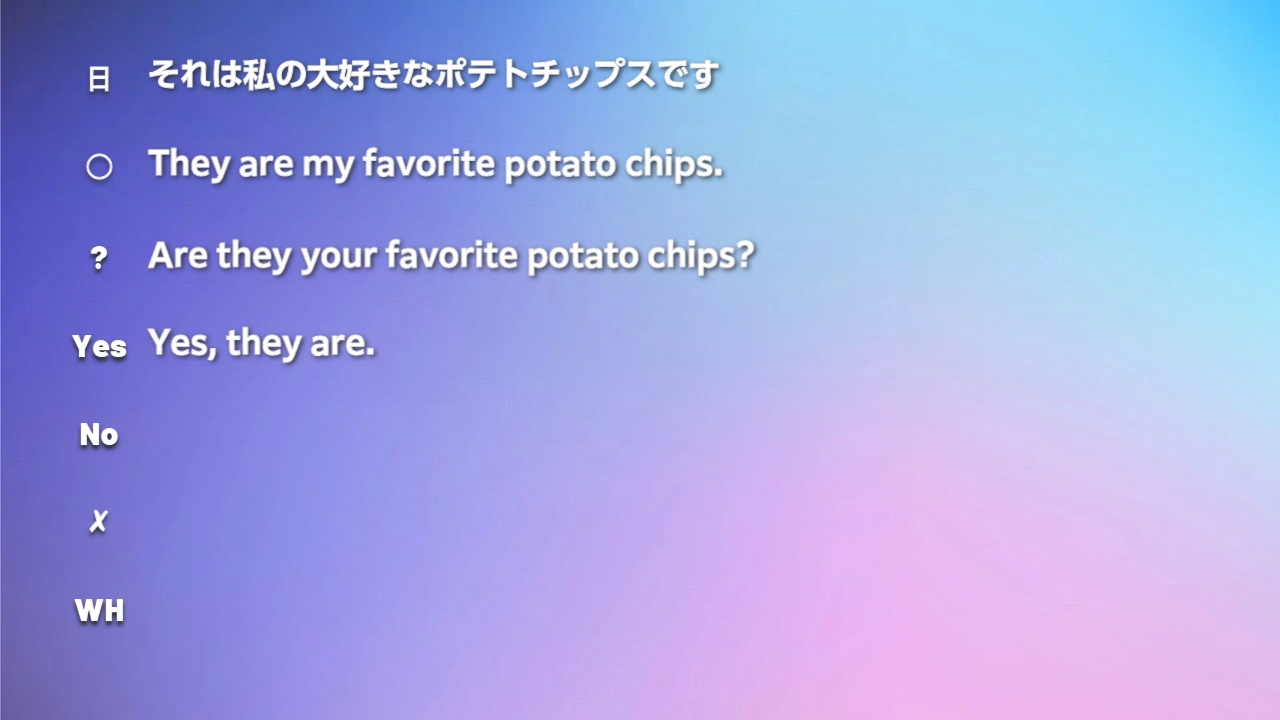 日 それは私の大好きなポテトチップスです
○ They are my favorite potato chips.
? Are they your favorite potato chips?
Yes Yes, they are.
No
✗
WH